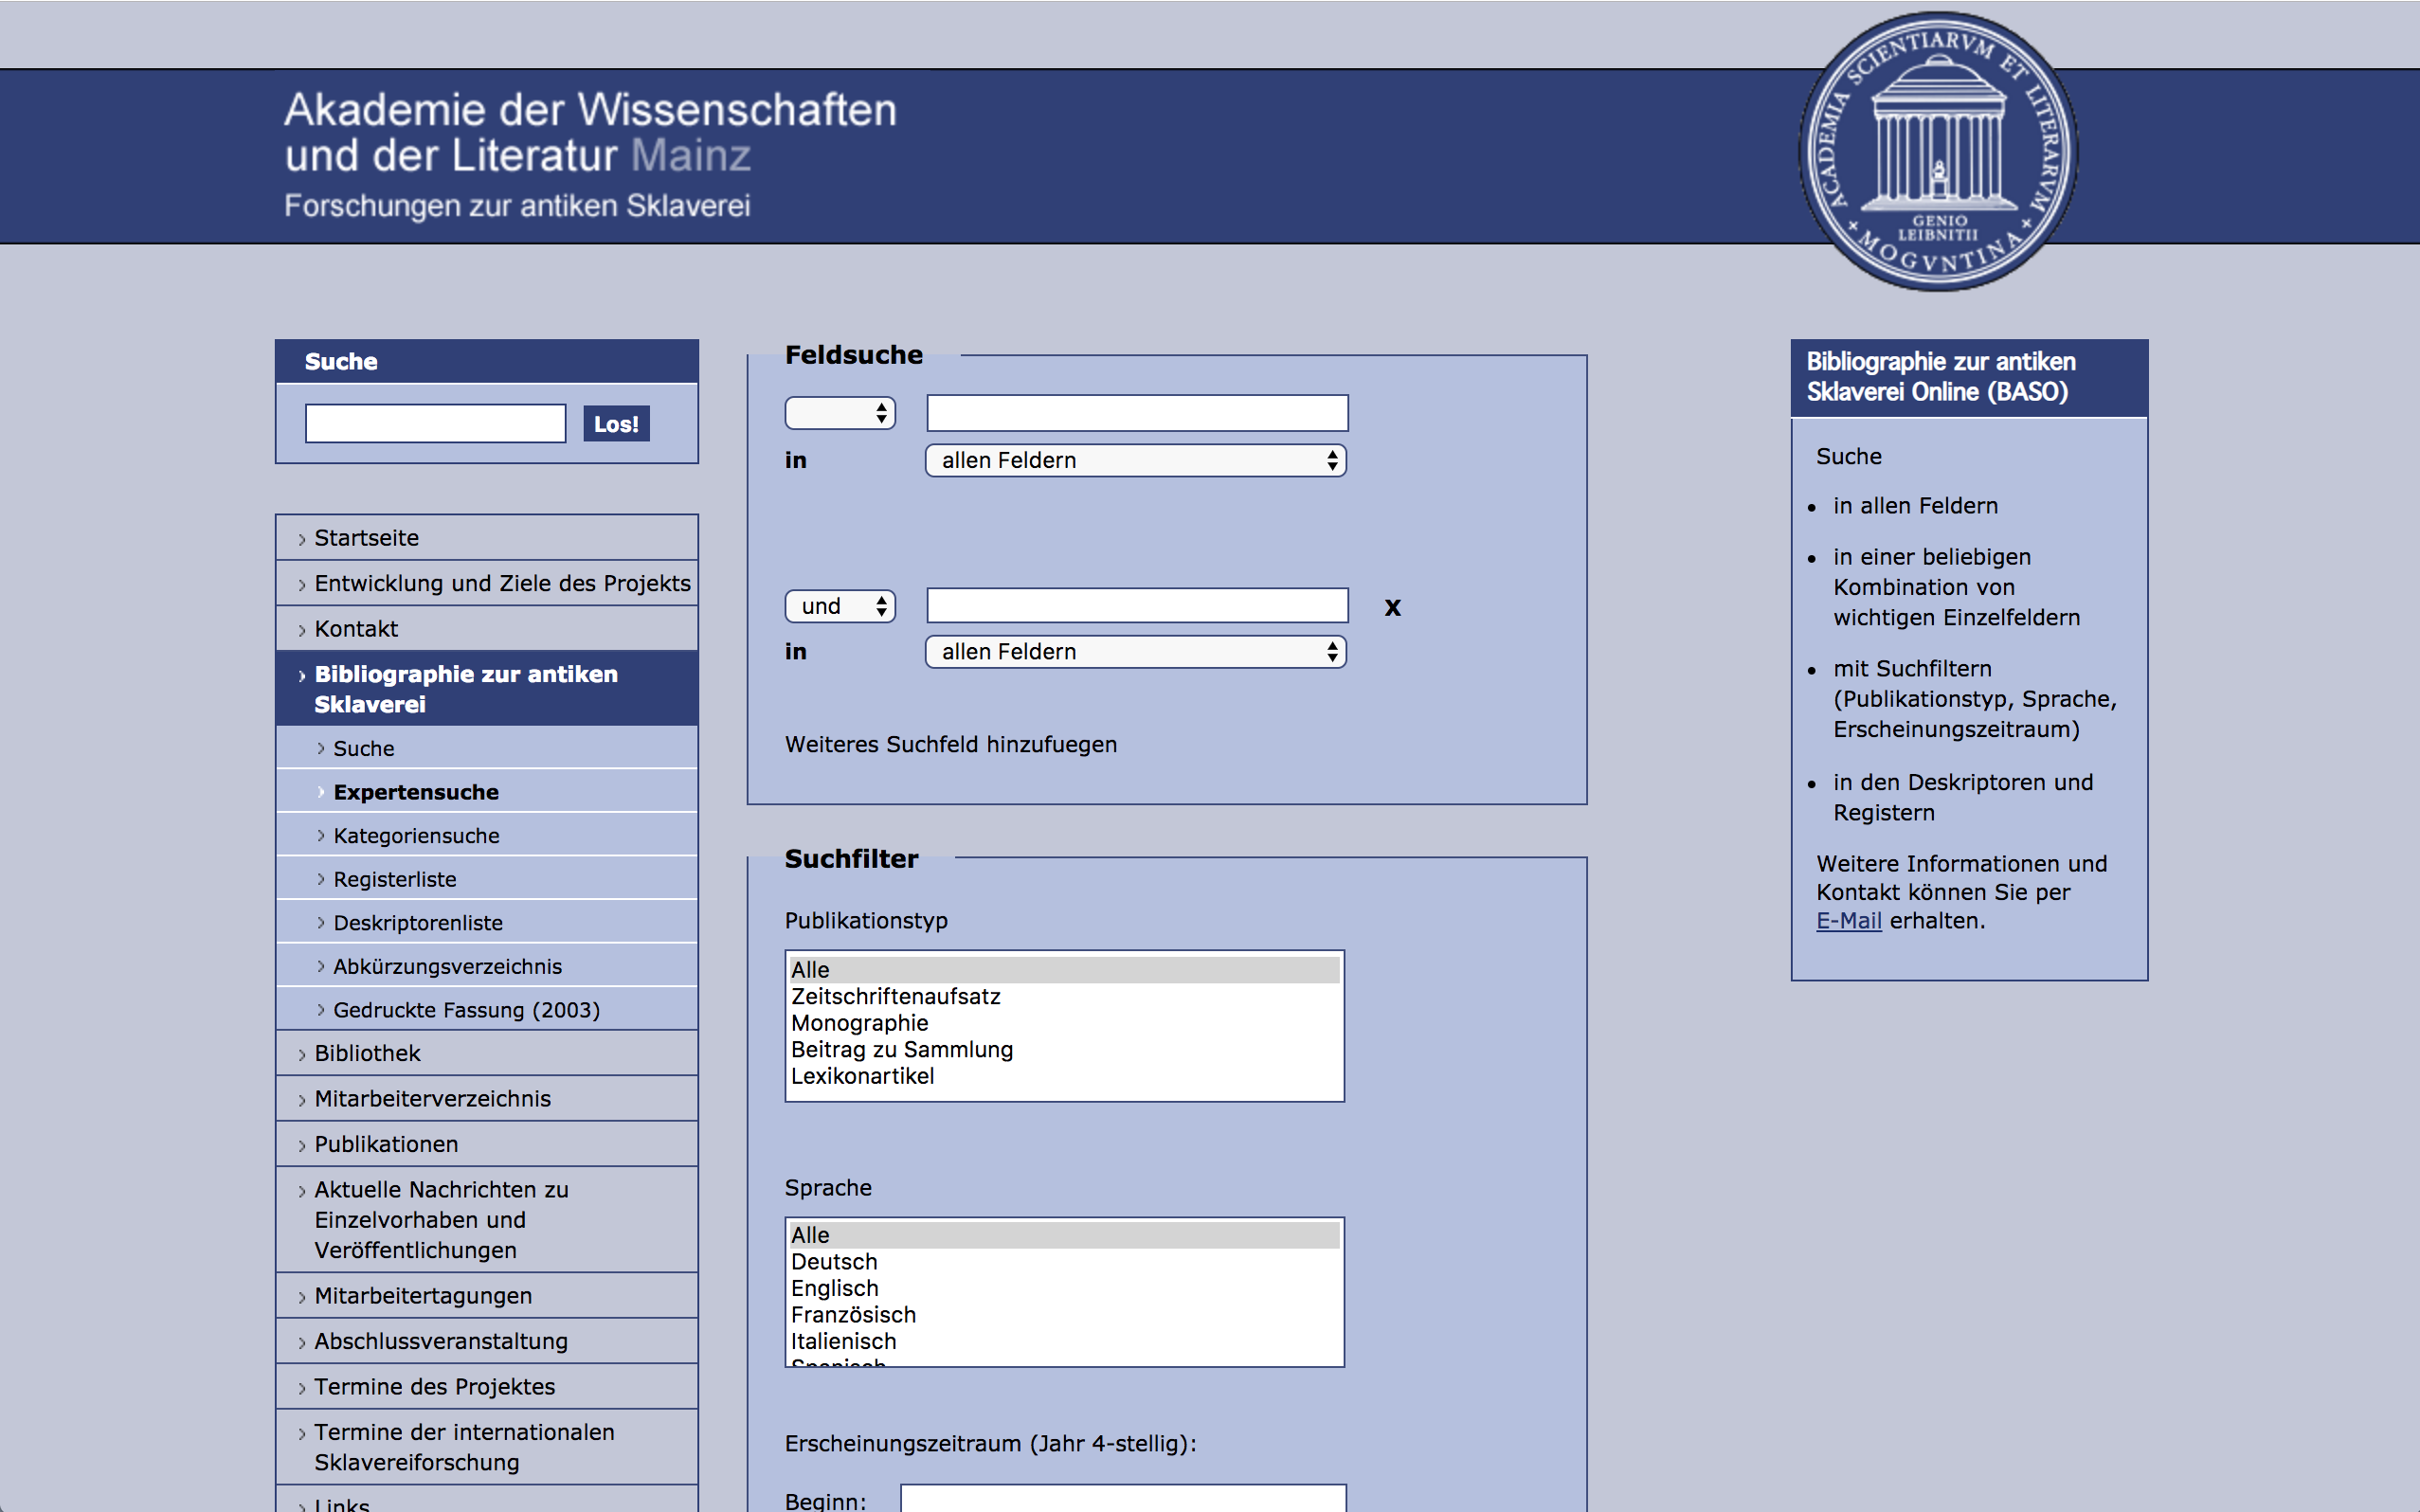 Akademie der Wissenschaften
und der Literatur Mainz
Forschungen zur antiken Sklaverei
ACADEMIA SCIENTIARVM ET LITERARVM
MOGVNTINA
GENIO
LEIBNITII
Suche
Los!
Startseite
Entwicklung und Ziele des Projekts
Kontakt
Bibliographie zur antiken
Sklaverei
Suche
Expertensuche
Kategoriensuche
Registerliste
Deskriptorenliste
Abkürzungsverzeichnis
Gedruckte Fassung (2003)
Bibliothek
Mitarbeiterverzeichnis
Publikationen
Aktuelle Nachrichten zu
Einzelvorhaben und
Veröffentlichungen
Mitarbeitertagungen
Abschlussveranstaltung
Termine des Projektes
Termine der internationalen
Sklavereiforschung
Links
Feldsuche
in allen Feldern
und x
in allen Feldern
Weiteres Suchfeld hinzufuegen
Suchfilter
Publikationstyp
Alle
Zeitschriftenaufsatz
Monographie
Beitrag zu Sammlung
Lexikonartikel
Sprache
Alle
Deutsch
Englisch
Französisch
Italienisch
Spanisch
Erscheinungszeitraum (Jahr 4-stellig):
Beginn:
Bibliographie zur antiken
Sklaverei Online (BASO)
Suche
• in allen Feldern
• in einer beliebigen
Kombination von
wichtigen Einzelfeldern
• mit Suchfiltern
(Publikationstyp, Sprache,
Erscheinungszeitraum)
• in den Deskriptoren und
Registern
Weitere Informationen und
Kontakt können Sie per
E-Mail erhalten.